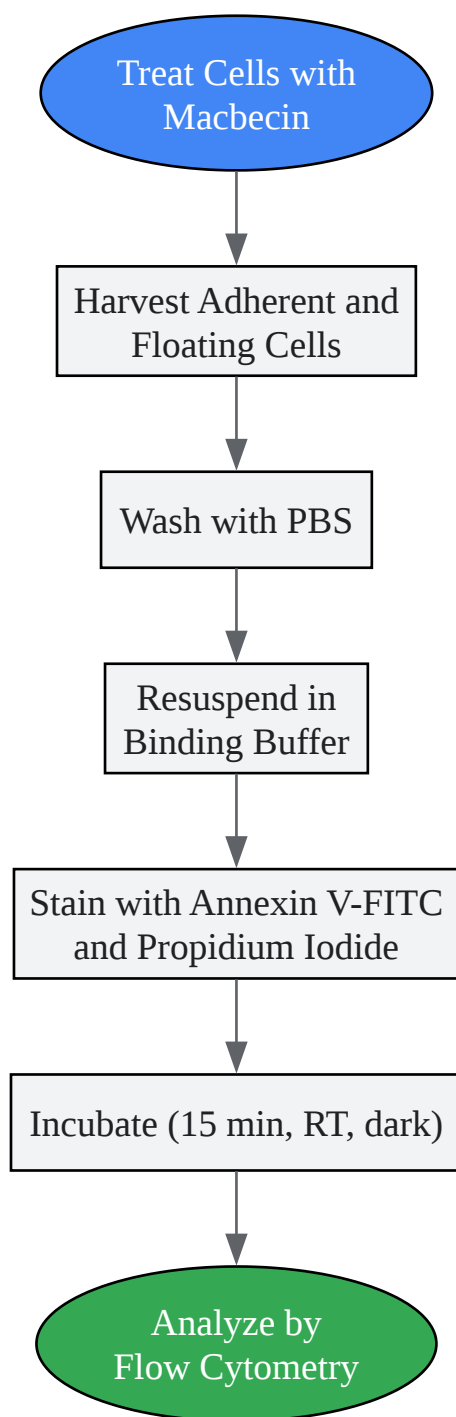 Treat Cells with
Macbecin
Harvest Adherent and
Floating Cells
Wash with PBS
Resuspend in
Binding Buffer
Stain with Annexin V-FITC
and Propidium Iodide
Incubate (15 min, RT, dark)
Analyze by
Flow Cytometry